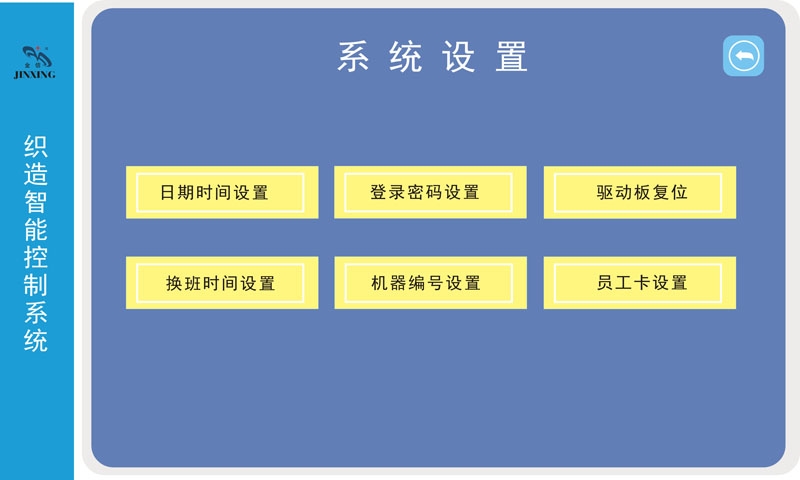 JINXING
织造智能控制系统
系统设置
日期时间设置
登录密码设置
驱动板复位
换班时间设置
机器编号设置
员工卡设置